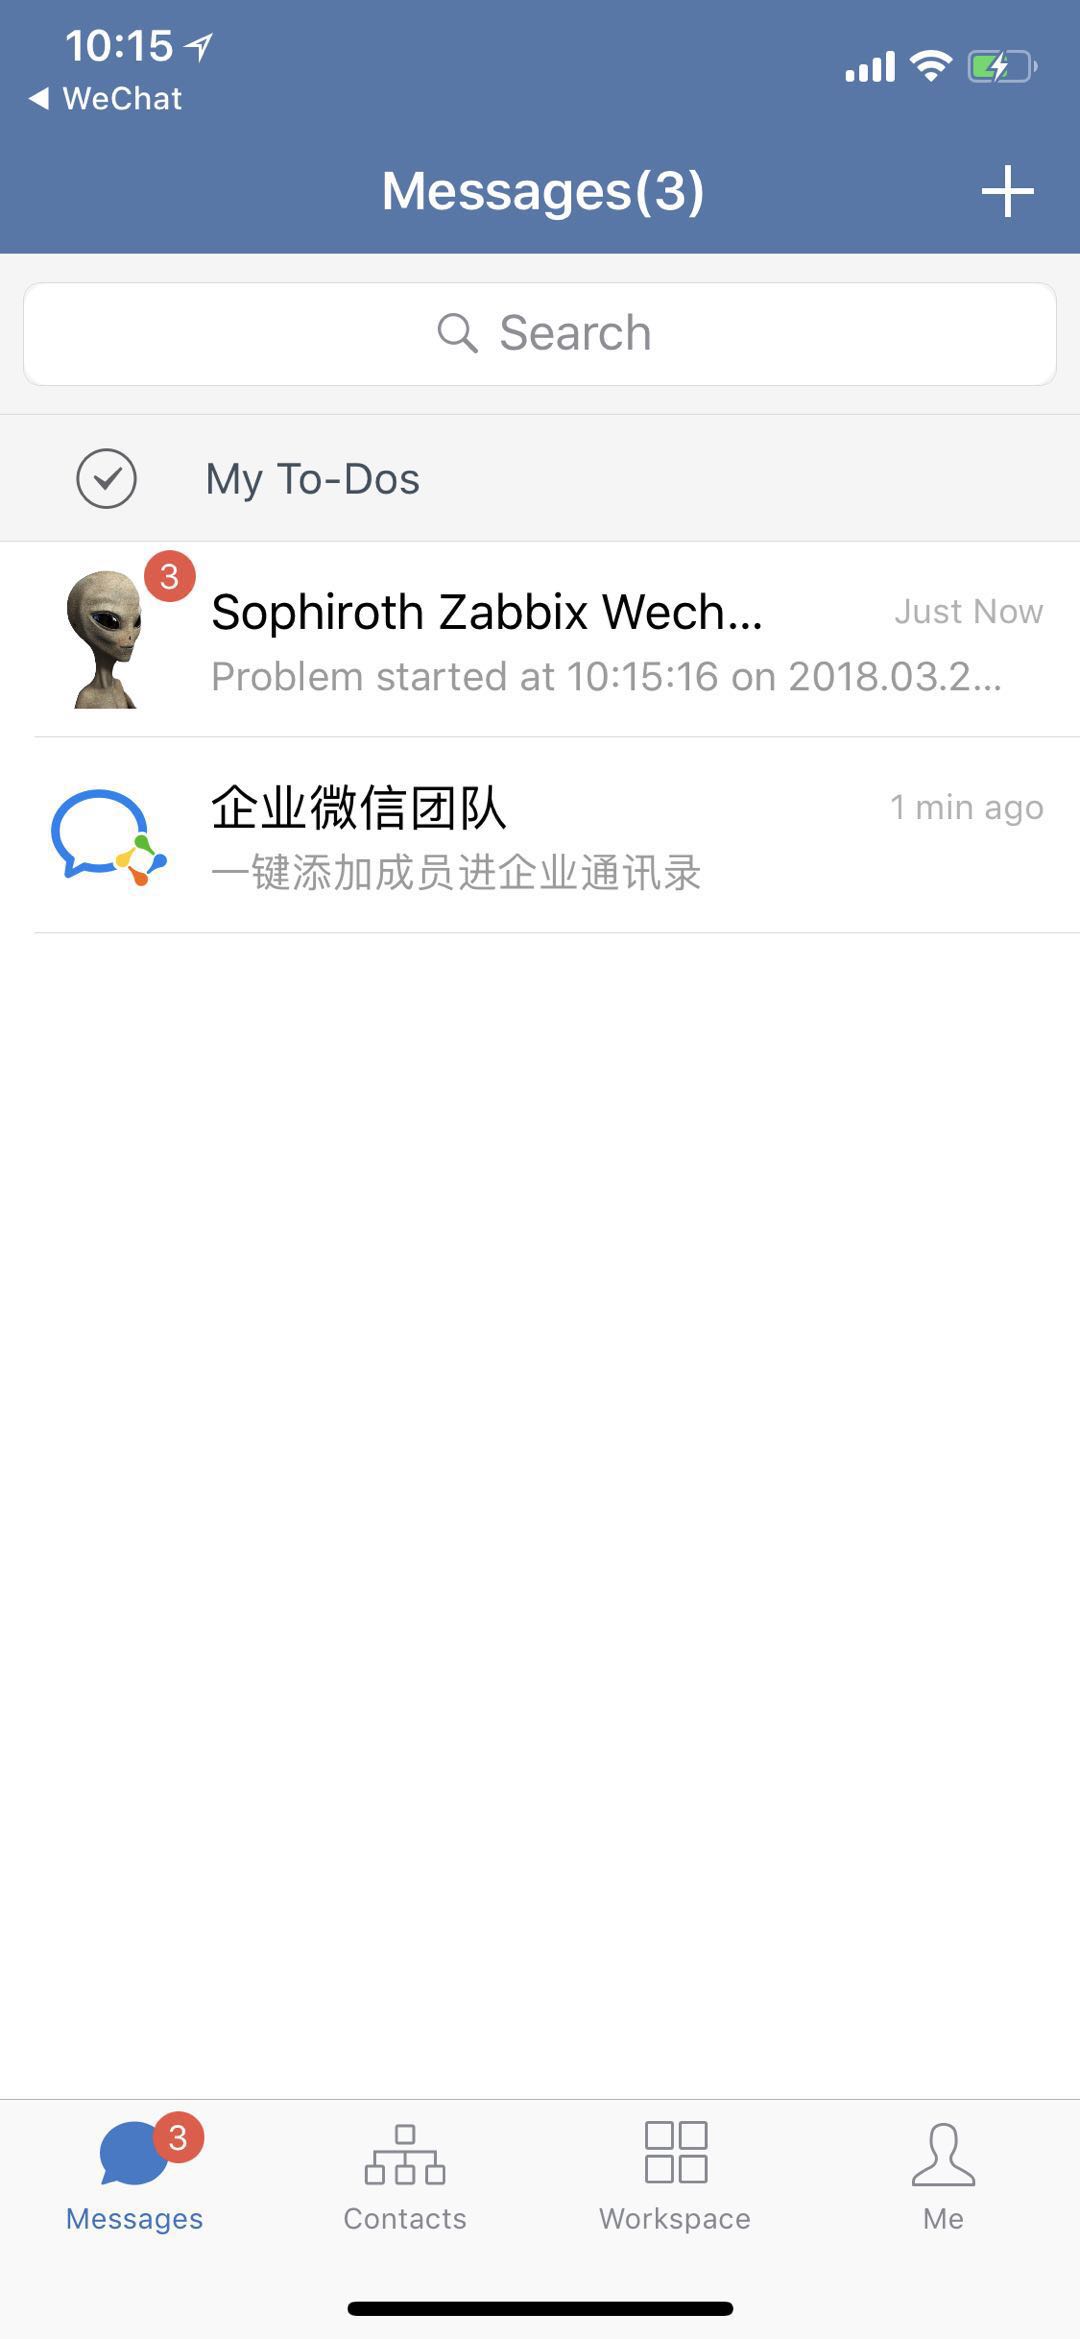 10:15
WeChat
Messages(3)
Search
My To-Dos
3
Sophiroth Zabbix Wech...
Just Now
Problem started at 10:15:16 on 2018.03.2...
企业微信团队
1 min ago
一键添加成员进企业通讯录
3
Messages
Contacts
Workspace
Me